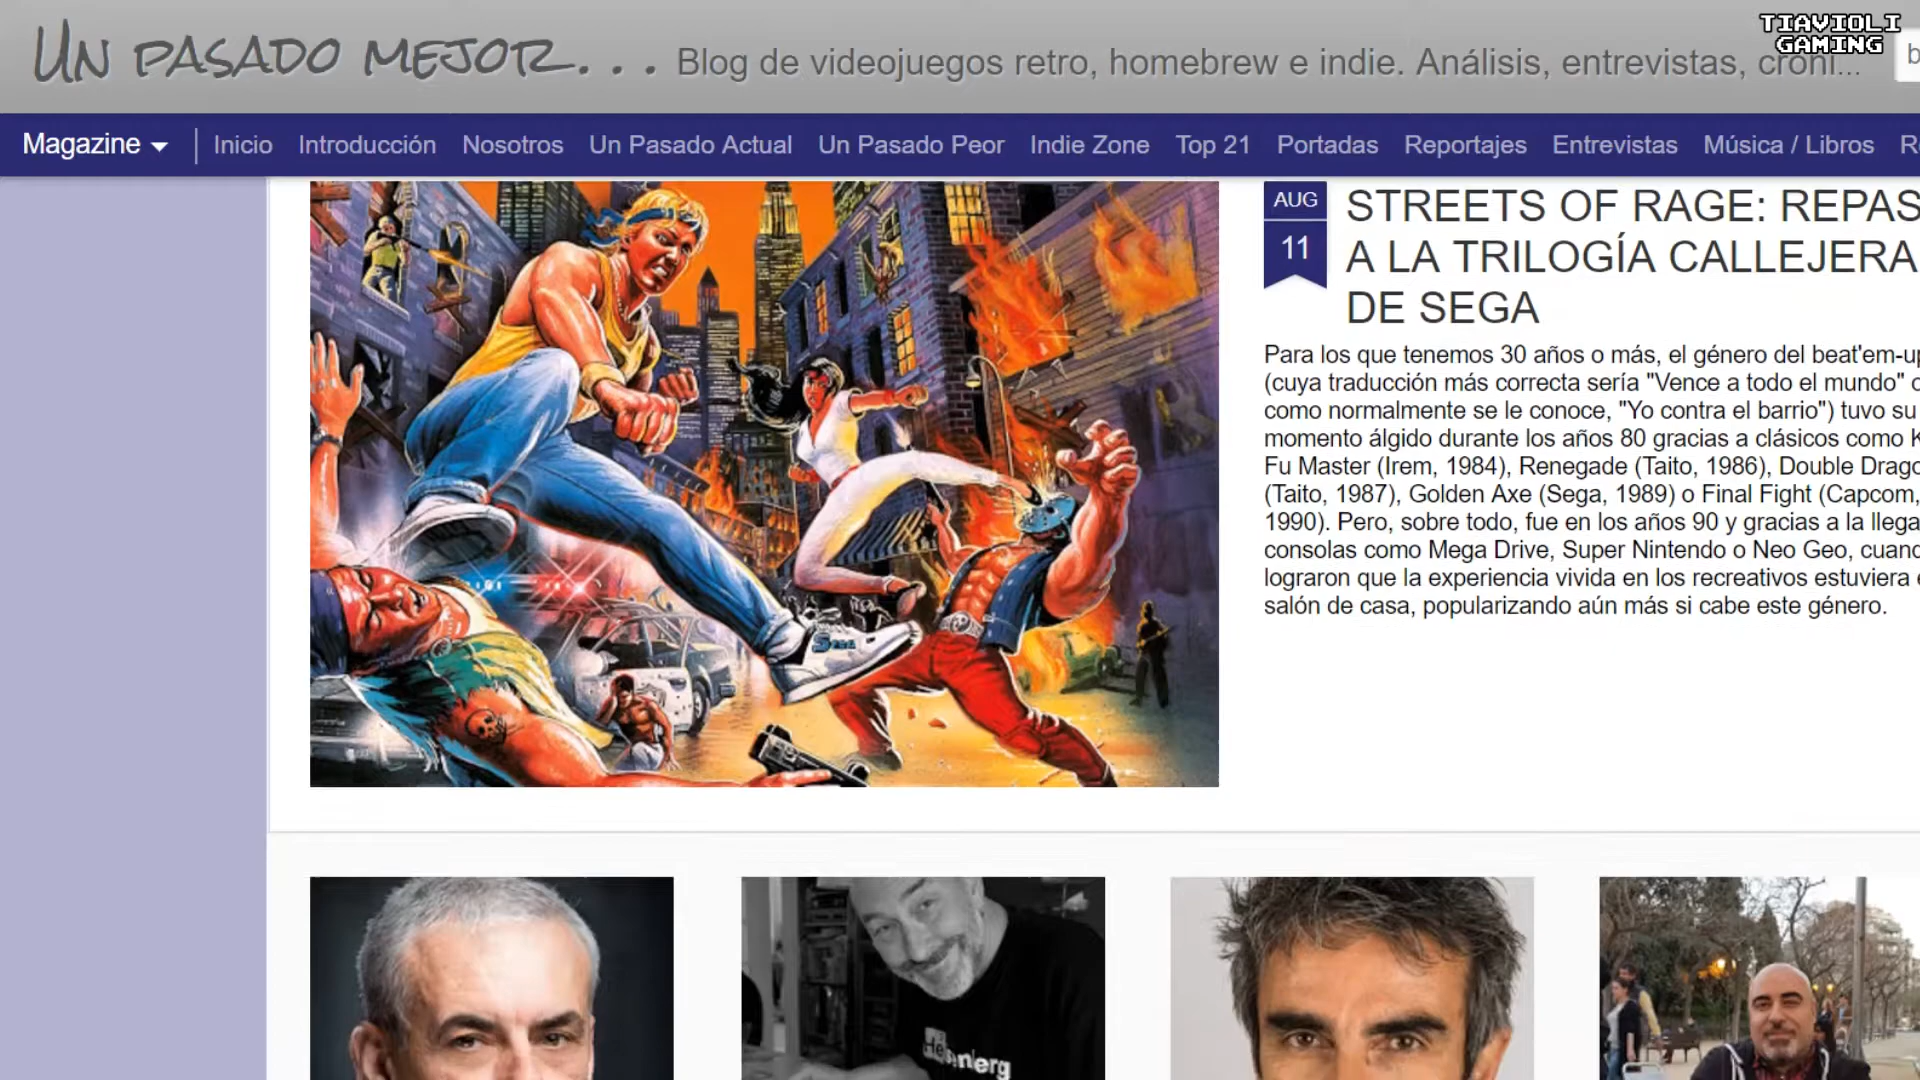 TIAVIOLI
GAMING
Un pasado mejor...
Blog de videojuegos retro, homebrew e indie. Análisis, entrevistas, cróni...
Magazine
Inicio Introducción Nosotros Un Pasado Actual Un Pasado Peor Indie Zone Top 21 Portadas Reportajes Entrevistas Música / Libros
AUG
11
STREETS OF RAGE: REPAS
A LA TRILOGÍA CALLEJERA
DE SEGA
Para los que tenemos 30 años o más, el género del beat'em-up
(cuya traducción más correcta sería "Vence a todo el mundo" o
como normalmente se le conoce, "Yo contra el barrio") tuvo su
momento álgido durante los años 80 gracias a clásicos como K
Fu Master (Irem, 1984), Renegade (Taito, 1986), Double Drago
(Taito, 1987), Golden Axe (Sega, 1989) o Final Fight (Capcom,
1990). Pero, sobre todo, fue en los años 90 y gracias a la llega
consolas como Mega Drive, Super Nintendo o Neo Geo, cuand
lograron que la experiencia vivida en los recreativos estuviera e
salón de casa, popularizando aún más si cabe este género.
SEGA